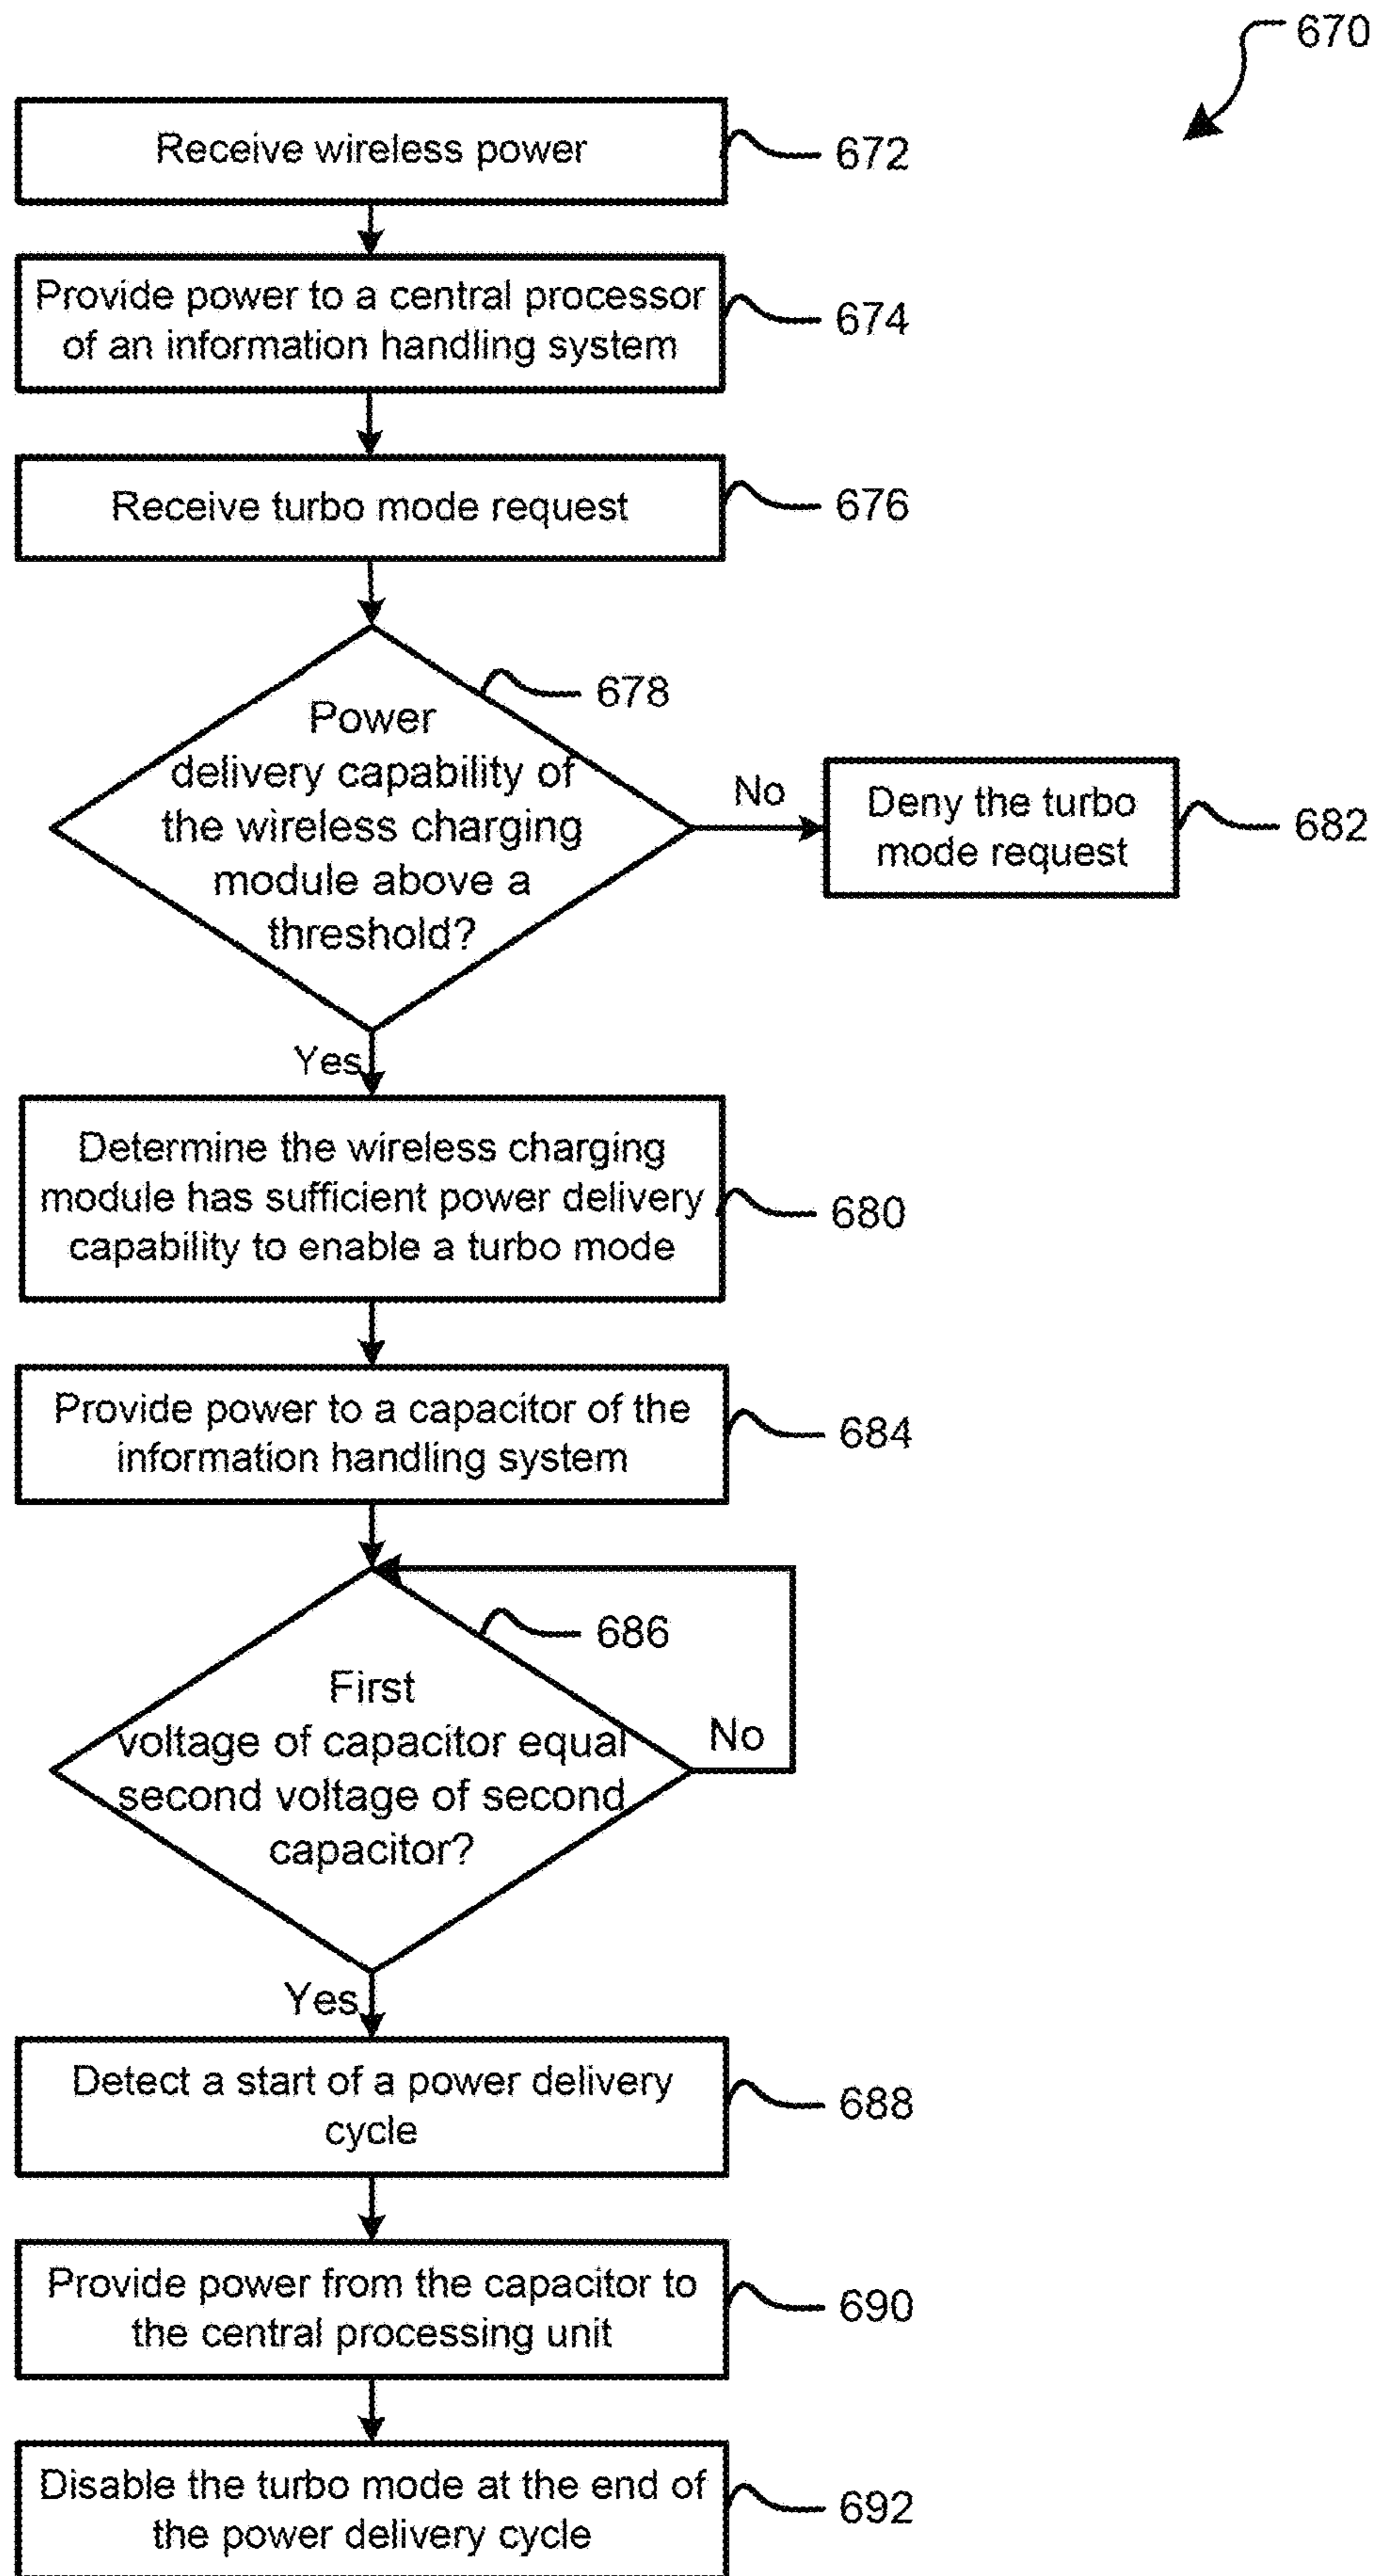 670
Receive wireless power
672
Provide power to a central processor
of an information handling system
674
Receive turbo mode request
676
678
Power
delivery capability of
the wireless charging
module above a
threshold?
No
Deny the turbo
mode request
682
Yes
Determine the wireless charging
module has sufficient power delivery
capability to enable a turbo mode
680
Provide power to a capacitor of the
information handling system
684
686
First
voltage of capacitor equal
second voltage of second
capacitor?
No
Yes
Detect a start of a power delivery
cycle
688
Provide power from the capacitor to
the central processing unit
690
Disable the turbo mode at the end of
the power delivery cycle
692